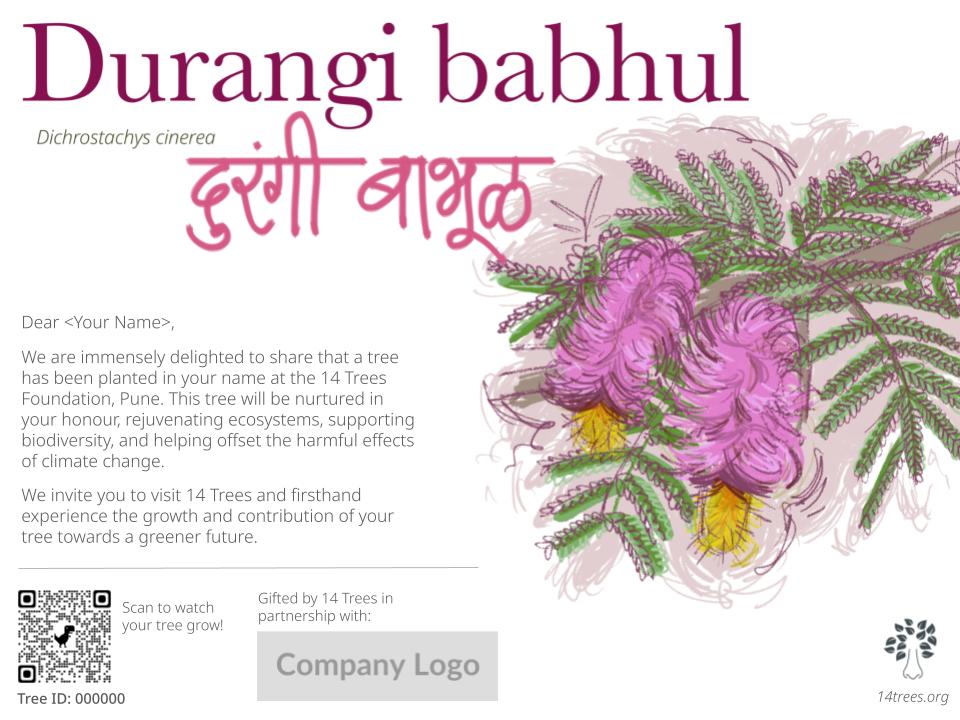 Durangi babhul
Dichrostachys cinerea
दुरंगी बाभूळ
Dear <Your Name>,
We are immensely delighted to share that a tree
has been planted in your name at the 14 Trees
Foundation, Pune. This tree will be nurtured in
your honour, rejuvenating ecosystems, supporting
biodiversity, and helping offset the harmful effects
of climate change.
We invite you to visit 14 Trees and firsthand
experience the growth and contribution of your
tree towards a greener future.
Scan to watch
your tree grow!
Tree ID: 000000
Gifted by 14 Trees in
partnership with:
Company Logo
14trees.org